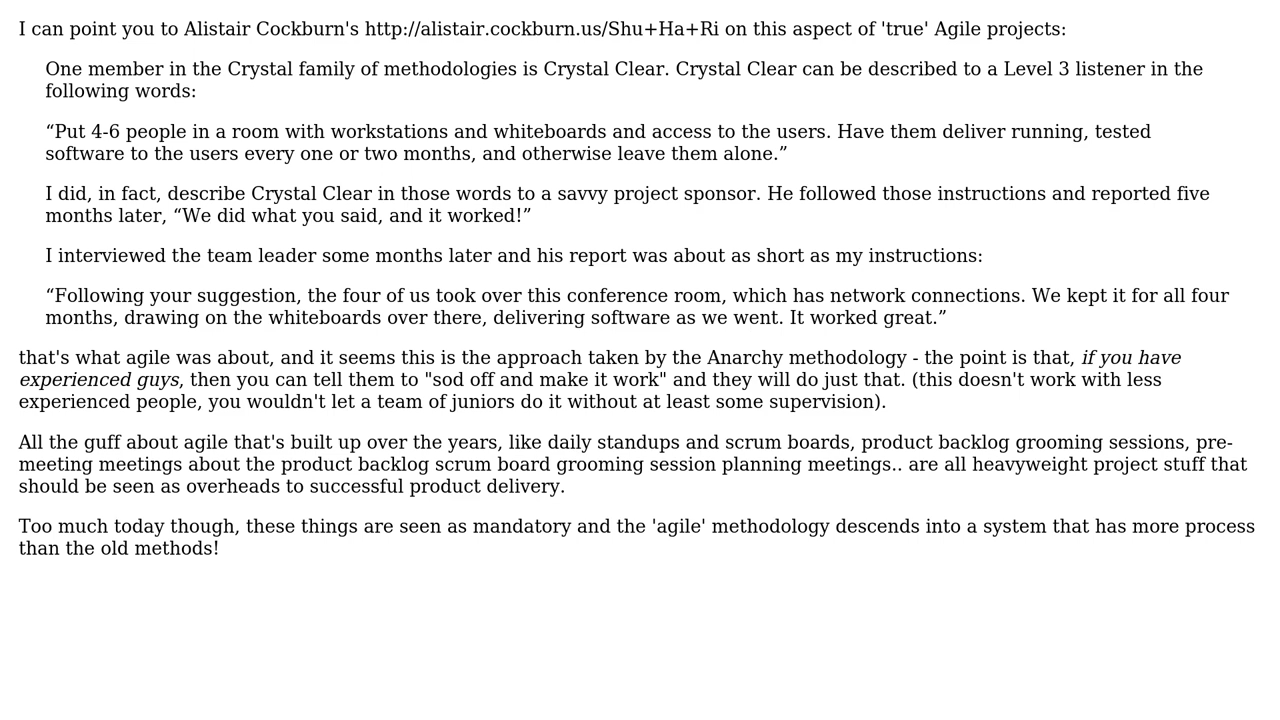 I can point you to Alistair Cockburn's http://alistair.cockburn.us/Shu+Ha+Ri on this aspect of 'true' Agile projects:
One member in the Crystal family of methodologies is Crystal Clear. Crystal Clear can be described to a Level 3 listener in the
following words:
“Put 4-6 people in a room with workstations and whiteboards and access to the users. Have them deliver running, tested
software to the users every one or two months, and otherwise leave them alone.”
I did, in fact, describe Crystal Clear in those words to a savvy project sponsor. He followed those instructions and reported five
months later, “We did what you said, and it worked!”
I interviewed the team leader some months later and his report was about as short as my instructions:
“Following your suggestion, the four of us took over this conference room, which has network connections. We kept it for all four
months, drawing on the whiteboards over there, delivering software as we went. It worked great.”
that's what agile was about, and it seems this is the approach taken by the Anarchy methodology - the point is that, if you have
experienced guys, then you can tell them to "sod off and make it work" and they will do just that. (this doesn't work with less
experienced people, you wouldn't let a team of juniors do it without at least some supervision).
All the guff about agile that's built up over the years, like daily standups and scrum boards, product backlog grooming sessions, pre-
meeting meetings about the product backlog scrum board grooming session planning meetings.. are all heavyweight project stuff that
should be seen as overheads to successful product delivery.
Too much today though, these things are seen as mandatory and the 'agile' methodology descends into a system that has more process
than the old methods!